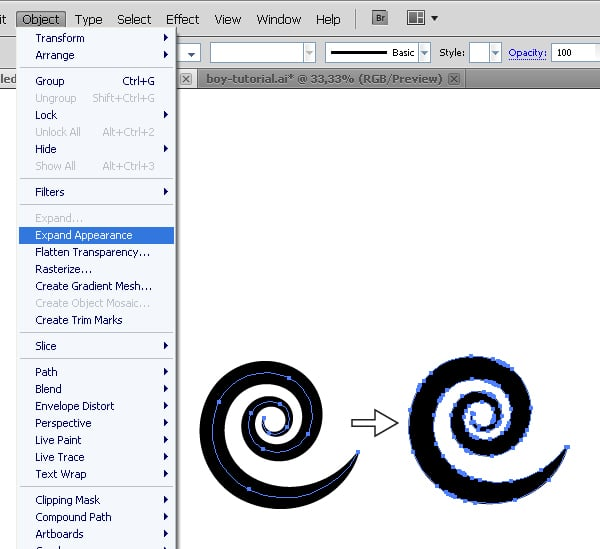 it Object Type Select Effect View Window Help Br
Basic Style: Opacity: 100
led boy-tutorial.ai* @ 33,33% (RGB/Preview)
Transform
Arrange
Group Ctrl+G
Ungroup Shift+Ctrl+G
Lock
Unlock All Alt+Ctrl+2
Hide
Show All Alt+Ctrl+3
Filters
Expand...
Expand Appearance
Flatten Transparency...
Rasterize...
Create Gradient Mesh...
Create Object Mosaic...
Create Trim Marks
Slice
Path
Blend
Envelope Distort
Perspective
Live Paint
Live Trace
Text Wrap
Clipping Mask
Compound Path
Artboards